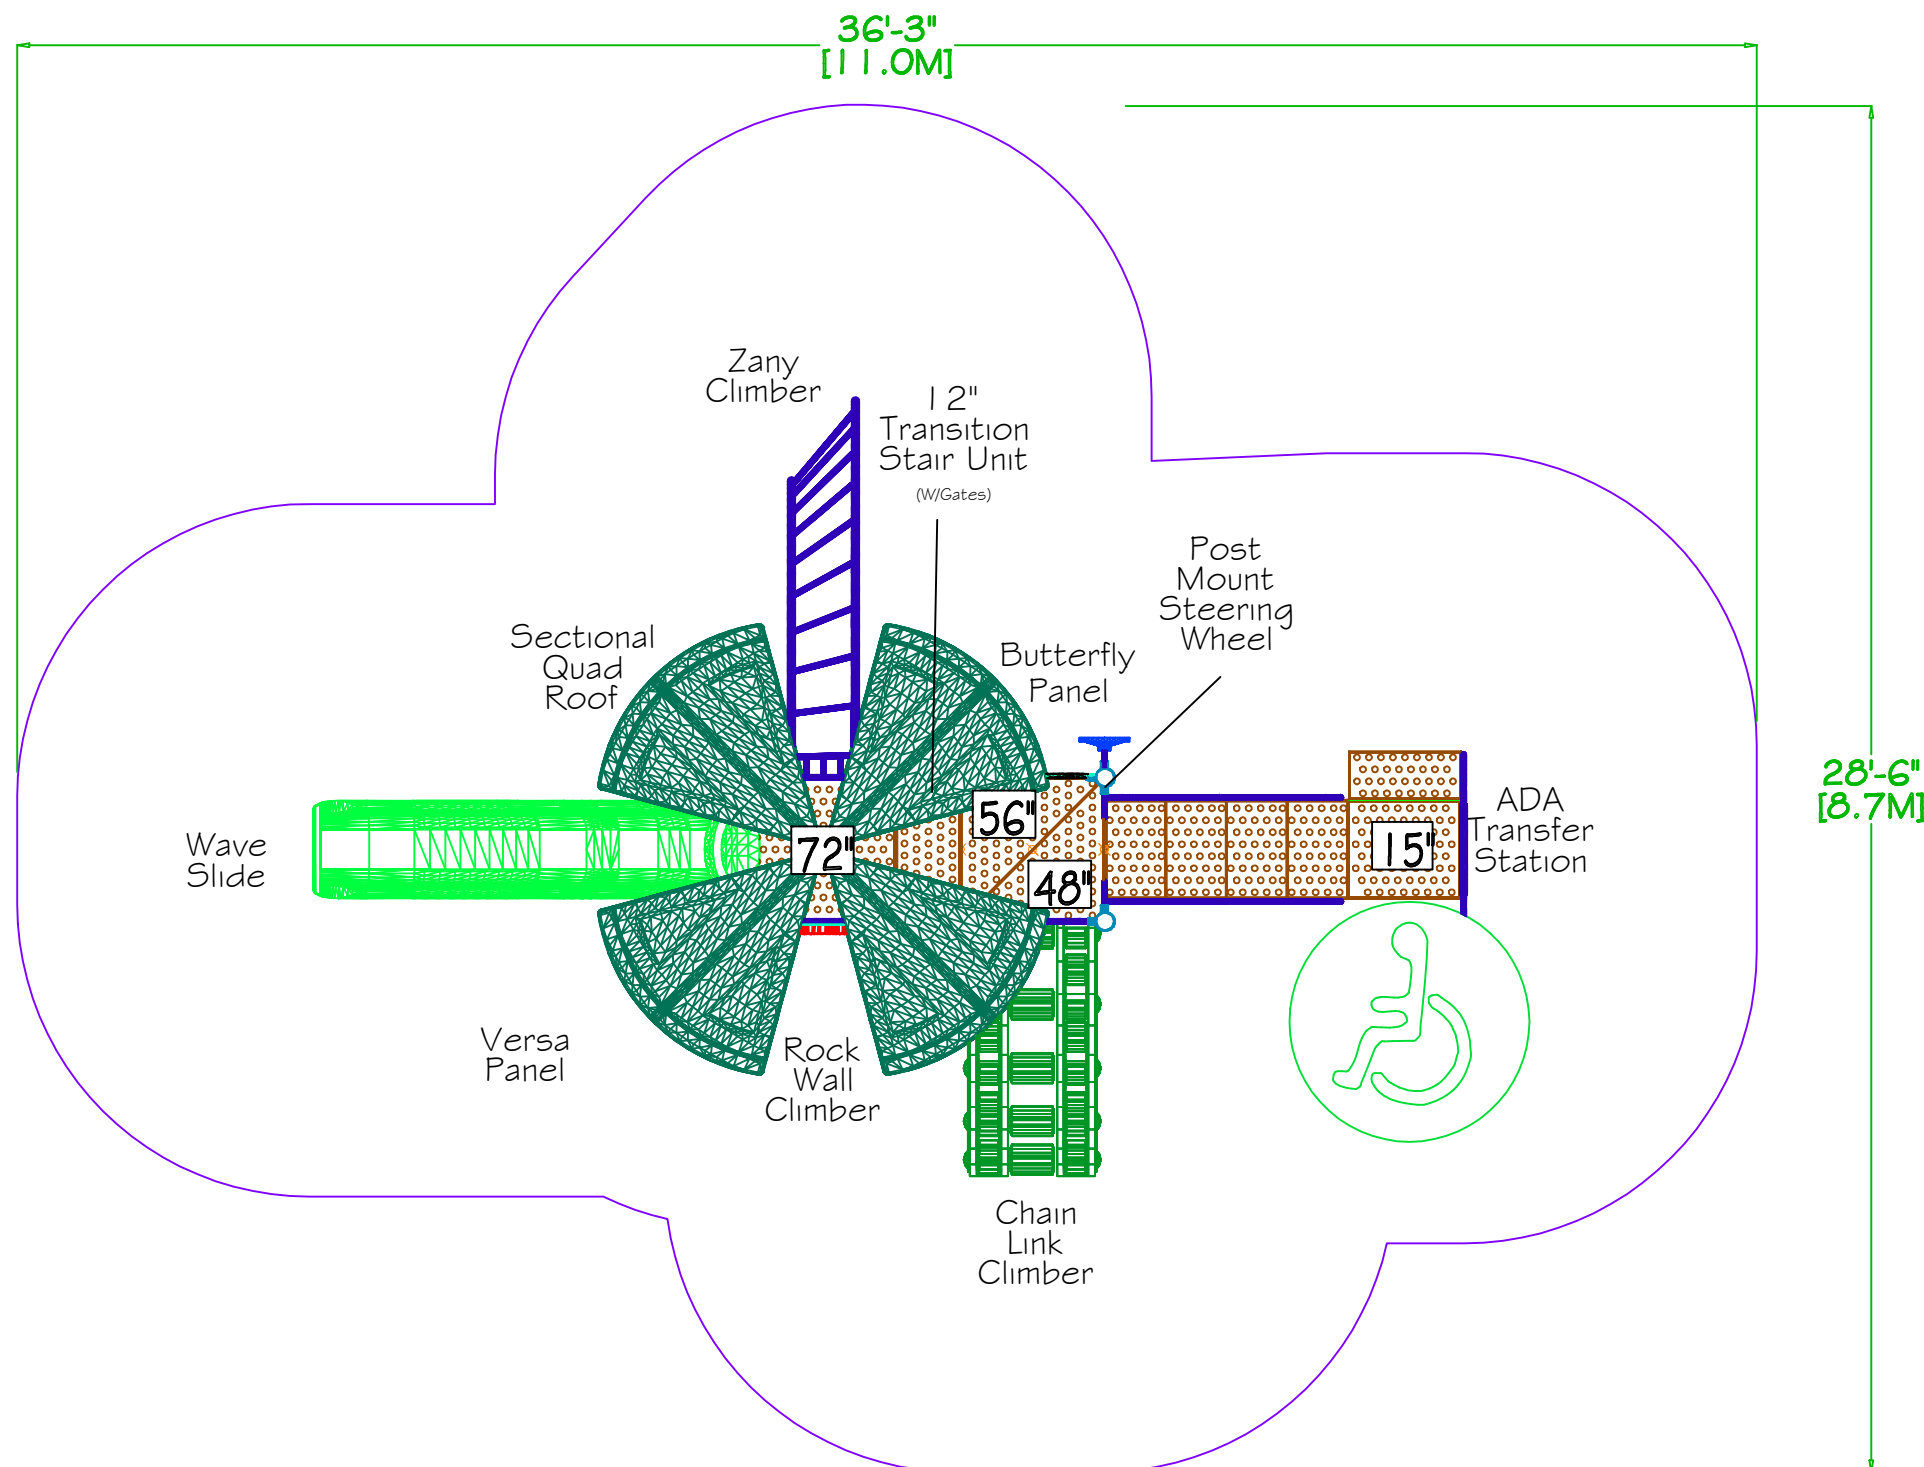 36'-3"
[11.0M]
Zany
Climber
12"
Transition
Stair Unit
(W/Gates)
Post
Mount
Steering
Wheel
Sectional
Quad
Roof
Butterfly
Panel
28'-6"
[8.7M]
Wave
Slide
72"
56"
48"
15"
ADA
Transfer
Station
Versa
Panel
Rock
Wall
Climber
Chain
Link
Climber